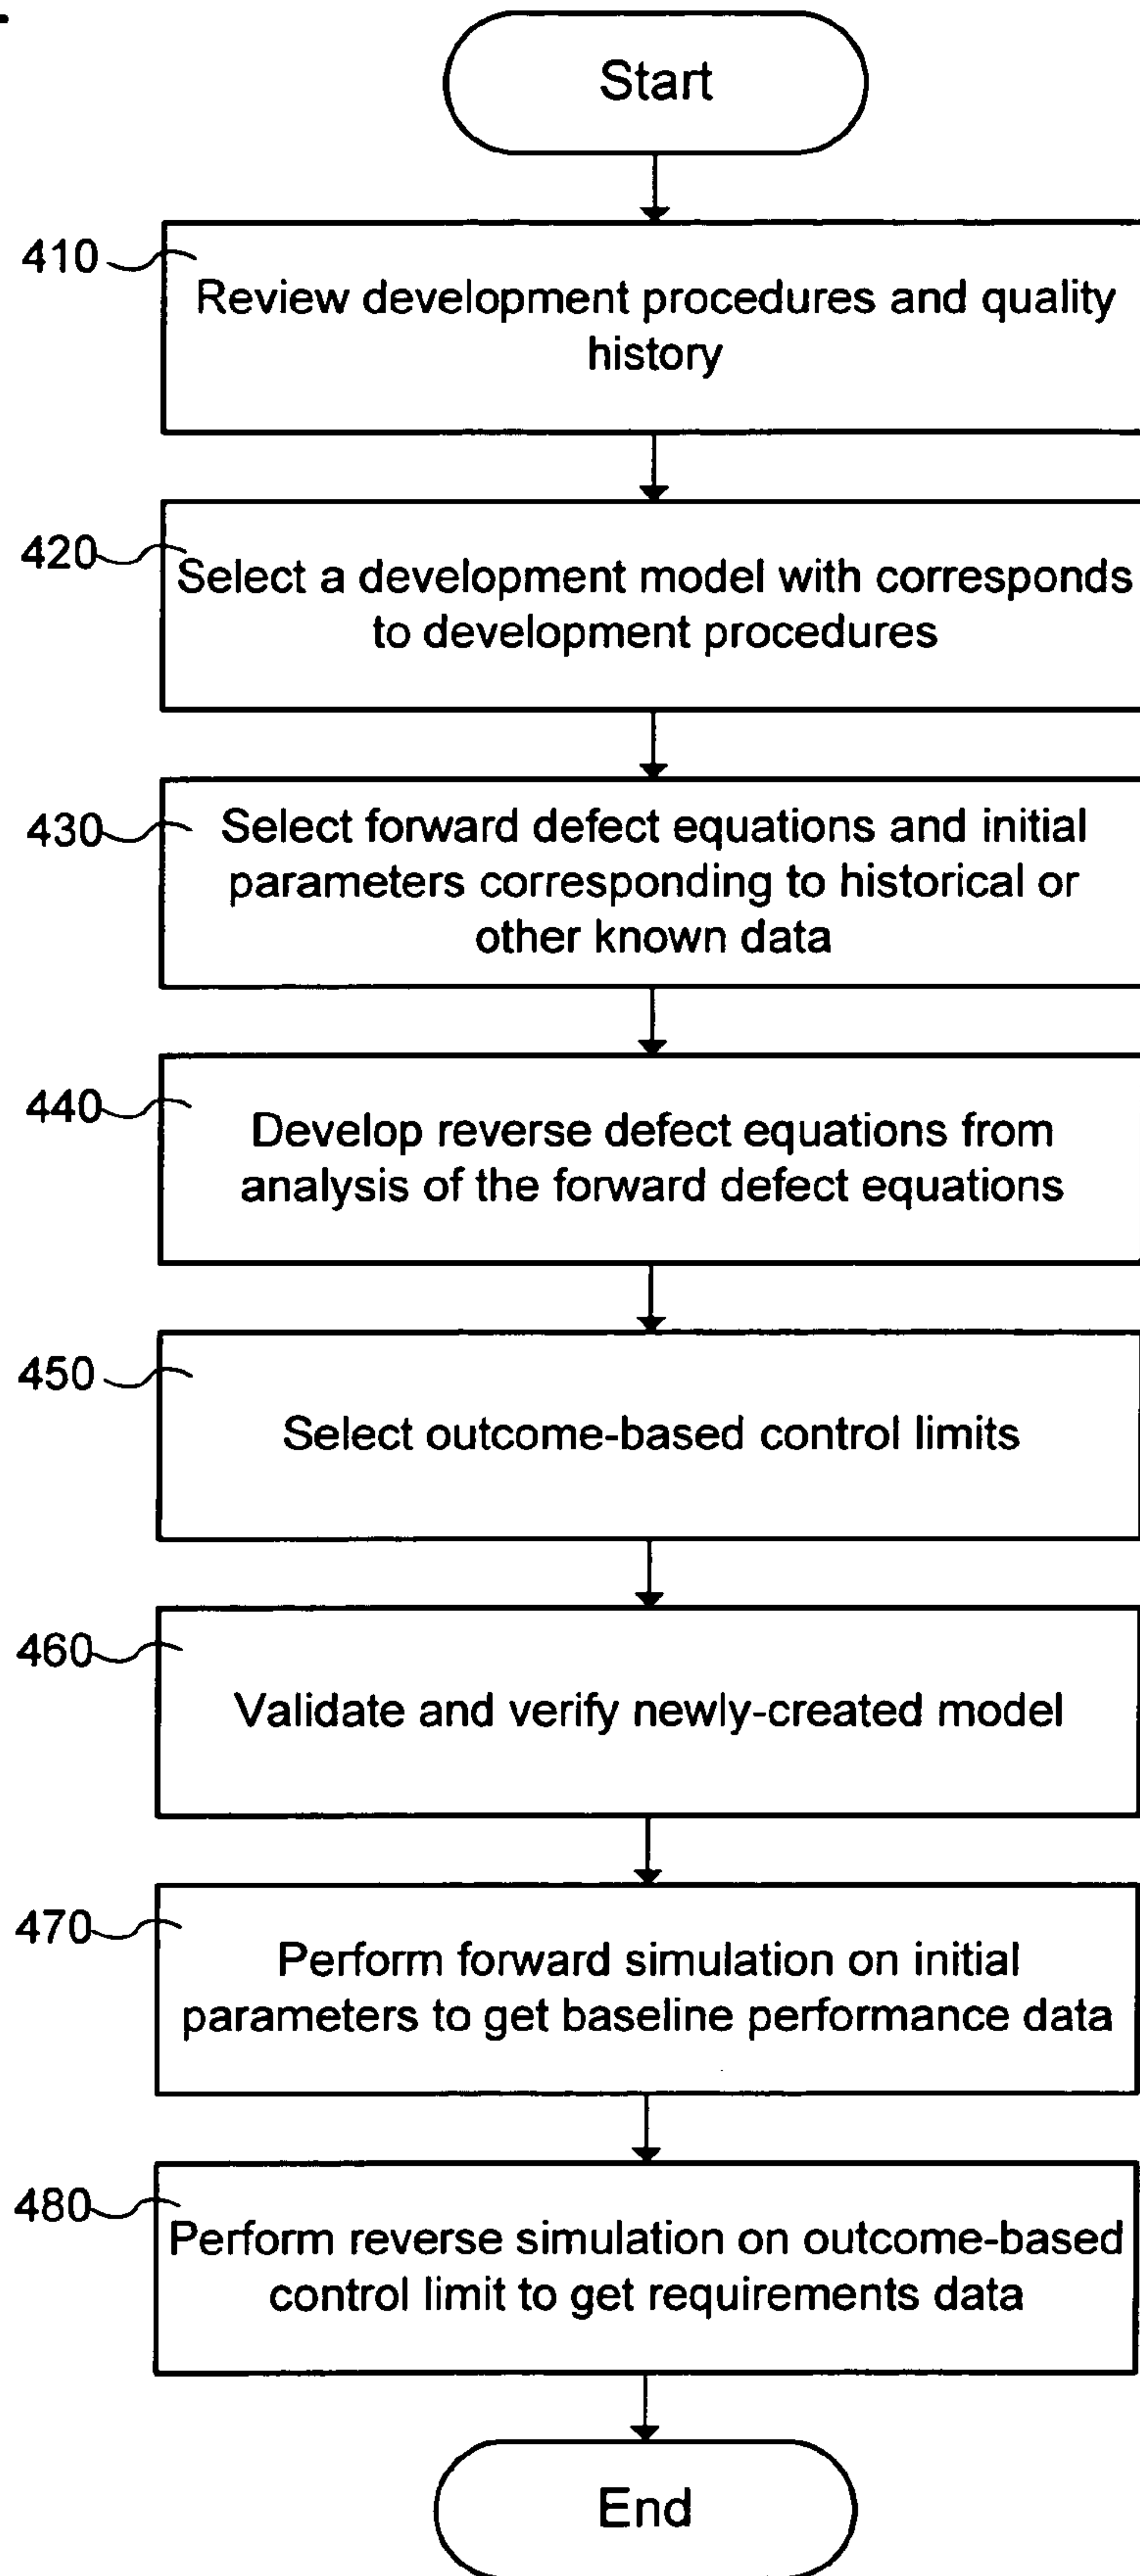 Start
410
Review development procedures and quality
history
420
Select a development model with corresponds
to development procedures
430
Select forward defect equations and initial
parameters corresponding to historical or
other known data
440
Develop reverse defect equations from
analysis of the forward defect equations
450
Select outcome-based control limits
460
Validate and verify newly-created model
470
Perform forward simulation on initial
parameters to get baseline performance data
480
Perform reverse simulation on outcome-based
control limit to get requirements data
End